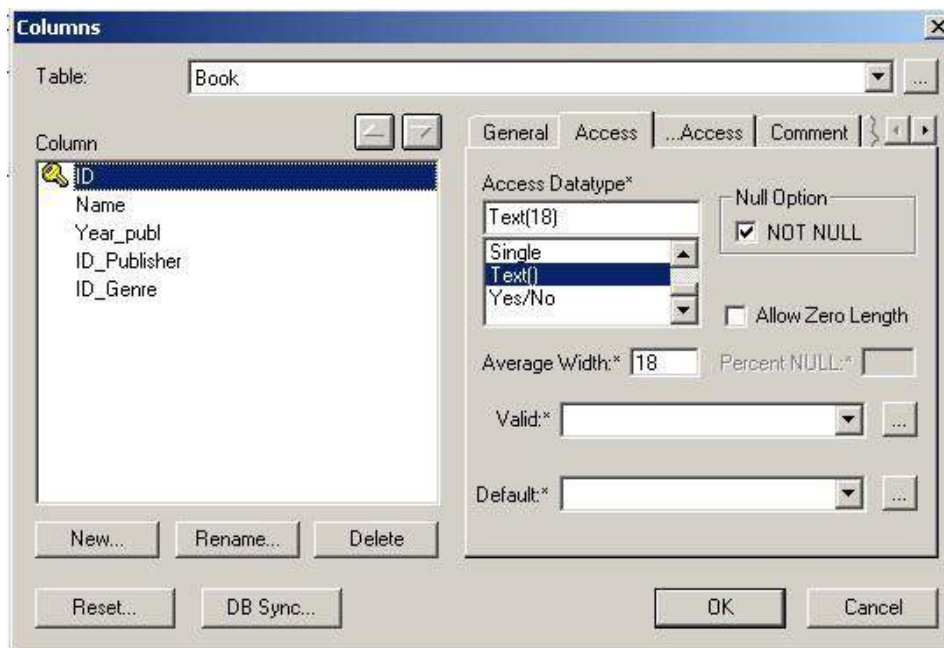 Columns
Table: Book ...
Column
ID
Name
Year_publ
ID_Publisher
ID_Genre
New... Rename... Delete
General Access ...Access Comment
Access Datatype*
Text(18)
Single
Text()
Yes/No
Null Option
NOT NULL
Allow Zero Length
Average Width:* 18 Percent NULL:*
Valid:* ...
Default:* ...
Reset... DB Sync... OK Cancel